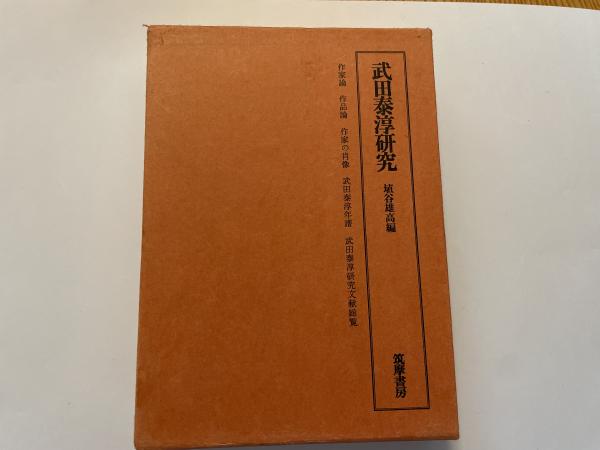 武田泰淳研究
埴谷雄高編
筑摩書房
作家論 作品論 作家の肖像 武田泰淳年譜 武田泰淳研究文献総覧